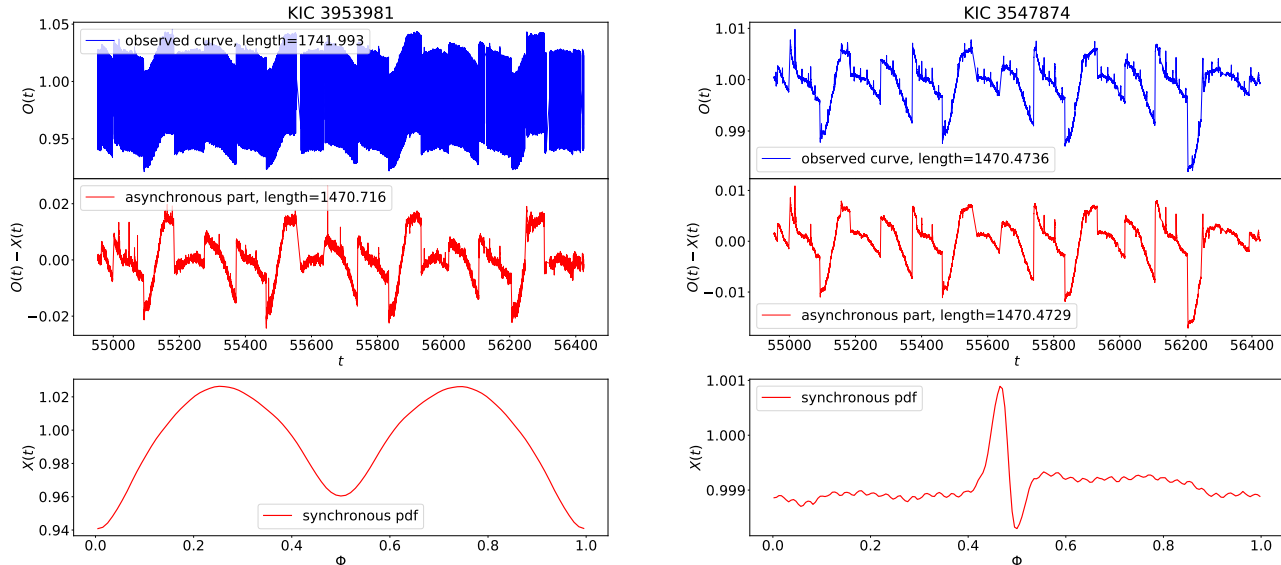 KIC 3953981
1.05
1.00
0.95
O(t)
observed curve, length=1741.993
0.02
0.00
−0.02
O(t) − X(t)
asynchronous part, length=1470.716
55000 55200 55400 55600 55800 56000 56200 56400
t
1.02
1.00
0.98
0.96
0.94
X(t)
synchronous pdf
0.0 0.2 0.4 0.6 0.8 1.0
Φ
KIC 3547874
1.01
1.00
0.99
O(t)
observed curve, length=1470.4736
0.01
0.00
−0.01
O(t) − X(t)
asynchronous part, length=1470.4729
55000 55200 55400 55600 55800 56000 56200 56400
t
1.001
1.000
0.999
X(t)
synchronous pdf
0.0 0.2 0.4 0.6 0.8 1.0
Φ